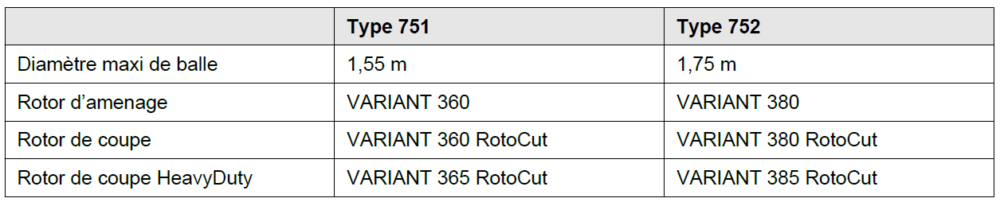 Type 751 Type 752
Diamètre maxi de balle 1,55 m 1,75 m
Rotor d’amenage VARIANT 360 VARIANT 380
Rotor de coupe VARIANT 360 RotoCut VARIANT 380 RotoCut
Rotor de coupe HeavyDuty VARIANT 365 RotoCut VARIANT 385 RotoCut